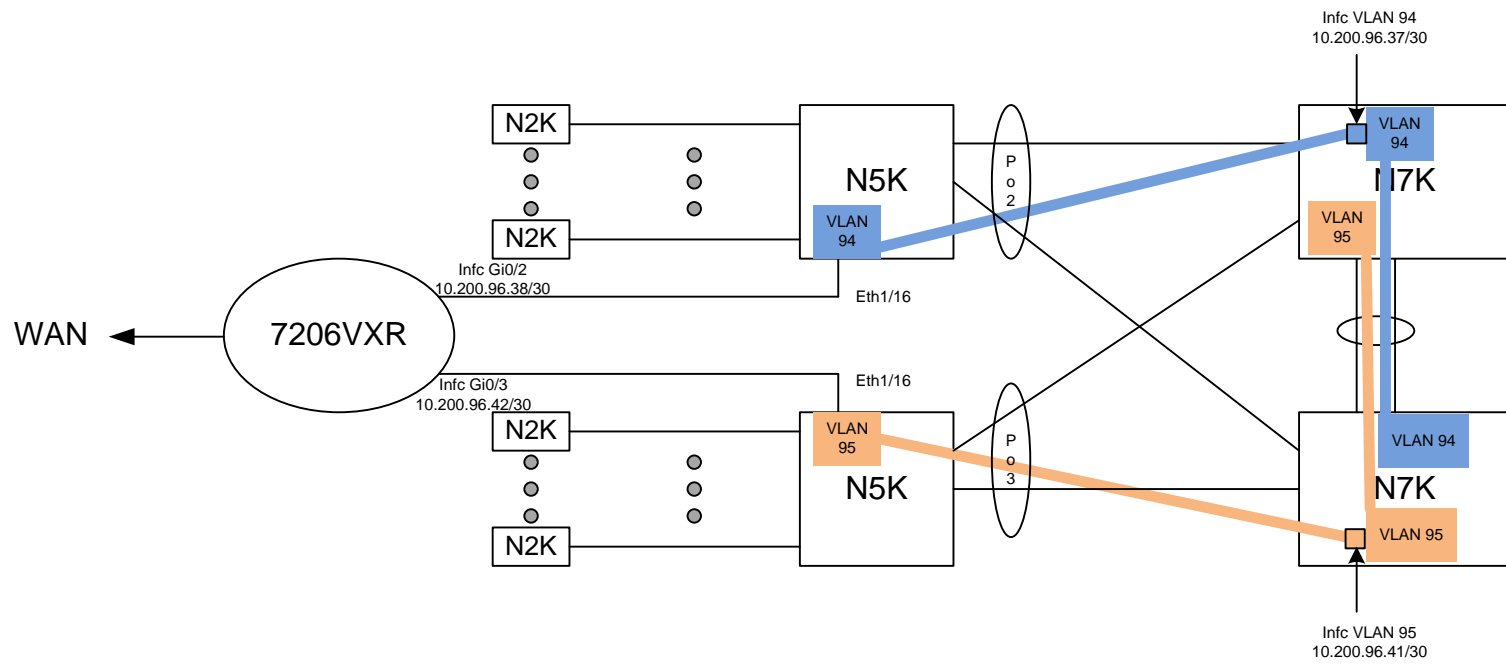 Infc VLAN 94
10.200.96.37/30
N2K
N2K
N5K
VLAN
94
P
o
2
VLAN
94
N7K
VLAN
95
Infc Gi0/2
10.200.96.38/30
Eth1/16
WAN
7206VXR
Infc Gi0/3
10.200.96.42/30
Eth1/16
N2K
N2K
VLAN
95
N5K
P
o
3
VLAN 94
N7K
VLAN 95
Infc VLAN 95
10.200.96.41/30